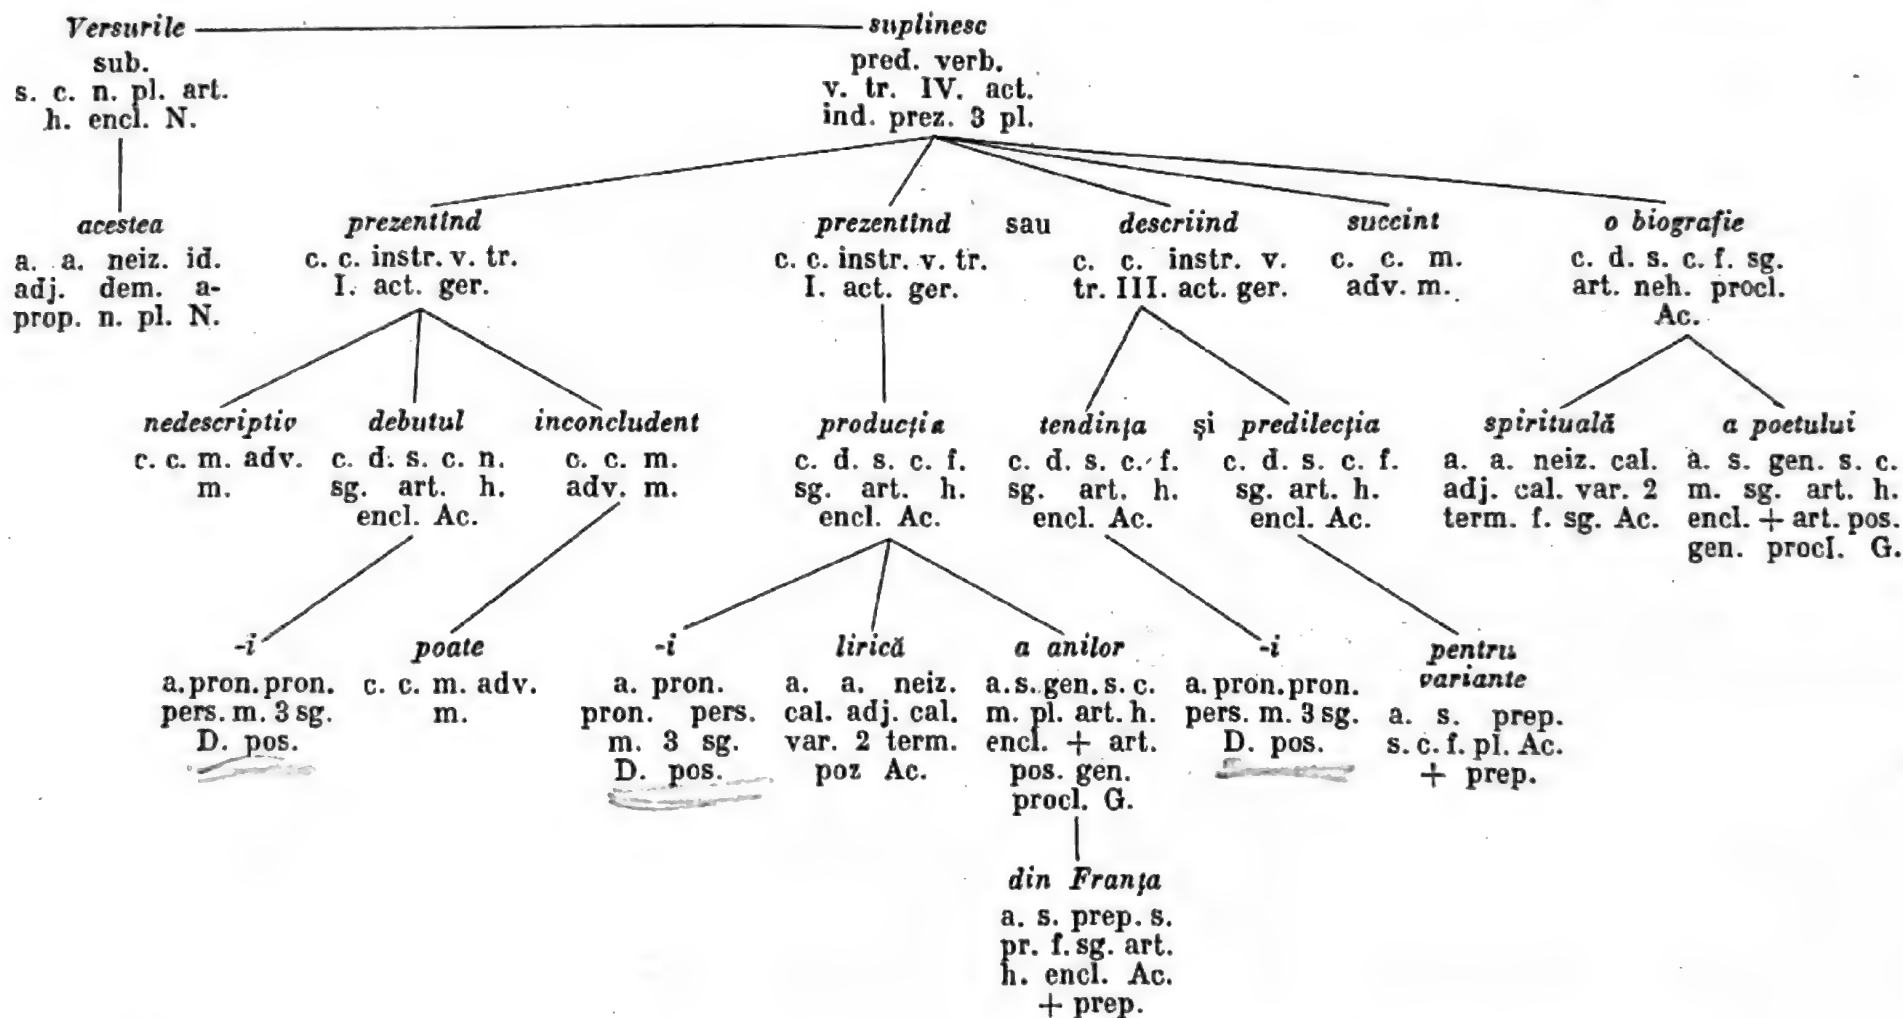 Versurile
sub.
s. c. n. pl. art.
h. encl. N.
suplinesc
pred. verb.
v. tr. IV. act.
ind. prez. 3 pl.
acestea
a. a. neiz. id.
adj. dem. a-
prop. n. pl. N.
prezentînd
c. c. instr. v. tr.
I. act. ger.
prezentînd
c. c. instr. v. tr.
I. act. ger.
sau
descriind
c. c. instr. v.
tr. III. act. ger.
succint
c. c. m.
adv. m.
o biografie
c. d. s. c. f. sg.
art. neh. procl.
Ac.
nedescriptiv
c. c. m. adv.
m.
debutul
c. d. s. c. n.
sg. art. h.
encl. Ac.
inconcludent
c. c. m.
adv. m.
producția
c. d. s. c. f.
sg. art. h.
encl. Ac.
tendința
c. d. s. c. f.
sg. art. h.
encl. Ac.
și predilecția
c. d. s. c. f.
sg. art. h.
encl. Ac.
spirituală
a. a. neiz. cal.
adj. cal. var. 2
term. f. sg. Ac.
a poetului
a. s. gen. s. c.
m. sg. art. h.
encl. + art. pos.
gen. procl. G.
-i
a. pron. pron.
pers. m. 3 sg.
D. pos.
poate
c. c. m. adv.
m.
-i
a. pron.
pron. pers.
m. 3 sg.
D. pos.
lirică
a. a. neiz.
cal. adj. cal.
var. 2 term.
poz Ac.
a anilor
a. s. gen. s. c.
m. pl. art. h.
encl. + art.
pos. gen.
procl. G.
-i
a. pron. pron.
pers. m. 3 sg.
D. pos.
pentru
variante
a. s. prep.
s. c. f. pl. Ac.
+ prep.
din Franța
a. s. prep. s.
pr. f. sg. art.
h. encl. Ac.
+ prep.